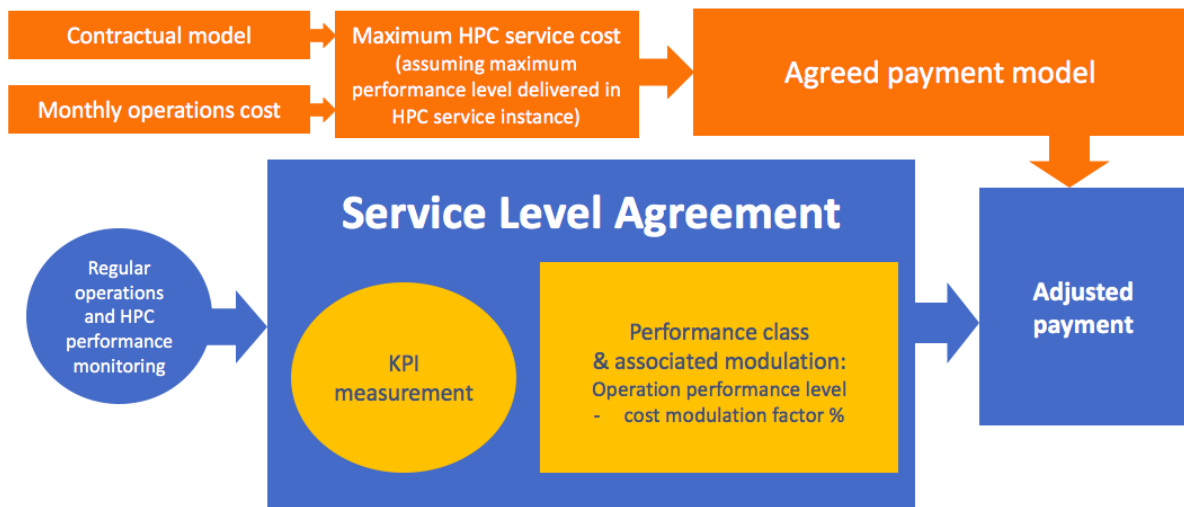 Contractual model
Monthly operations cost
Maximum HPC service cost
(assuming maximum
performance level delivered in
HPC service instance)
Agreed payment model
Service Level Agreement
Regular
operations
and HPC
performance
monitoring
KPI
measurement
Performance class
& associated modulation:
Operation performance level
- cost modulation factor %
Adjusted
payment